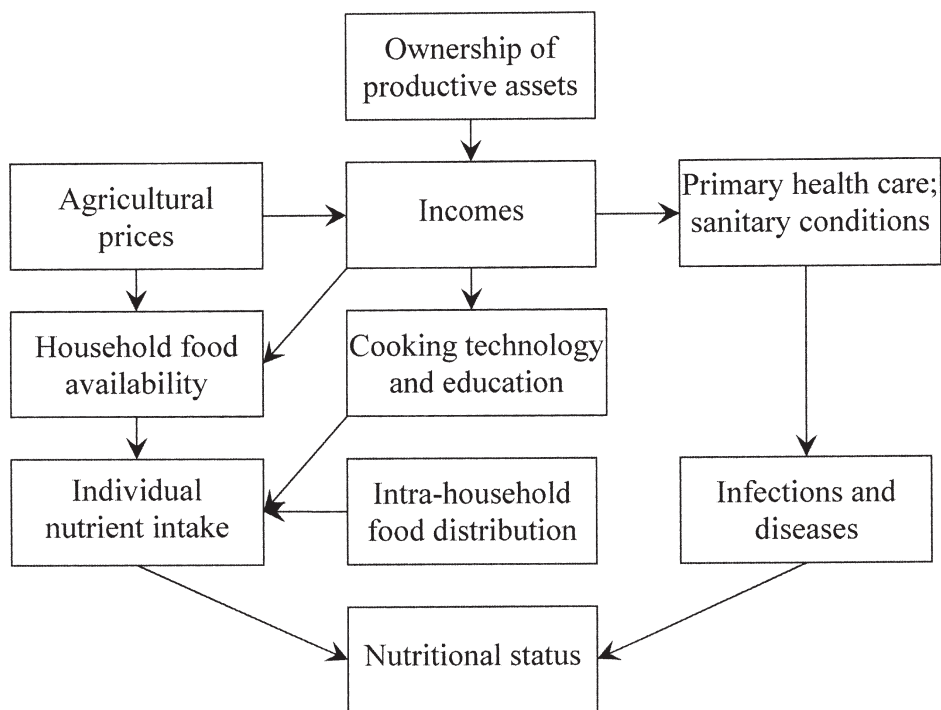 Ownership of
productive assets
Agricultural
prices
Incomes
Primary health care;
sanitary conditions
Household food
availability
Cooking technology
and education
Individual
nutrient intake
Intra-household
food distribution
Infections and
diseases
Nutritional status